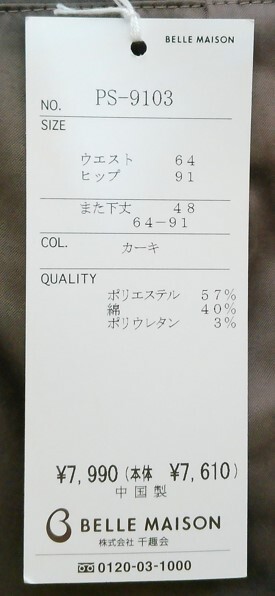 BELLE MAISON
NO. PS-9103
SIZE
ウエスト 64
ヒップ 91
また下丈 48
64-91
COL. カーキ
QUALITY
ポリエステル 57%
綿 40%
ポリウレタン 3%
¥7,990(本体 ¥7,610)
中国製
BELLE MAISON
株式会社 千趣会
0120-03-1000